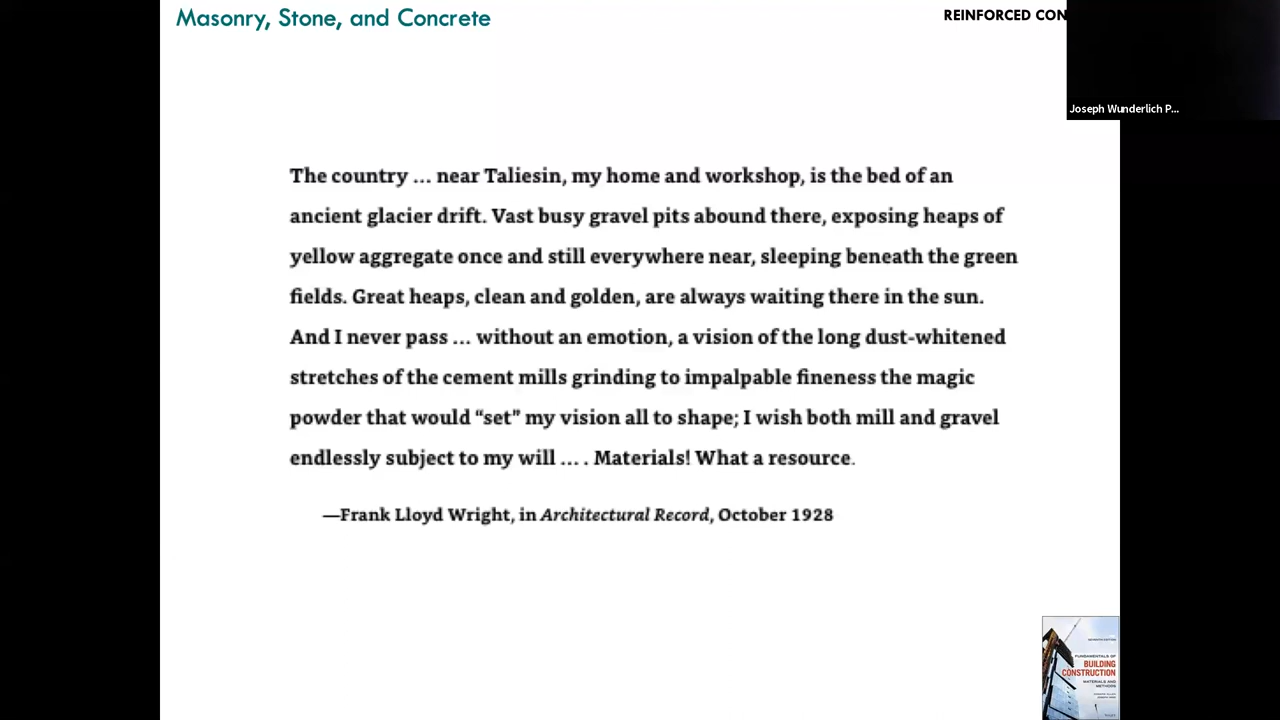 Masonry, Stone, and Concrete
REINFORCED CON
Joseph Wunderlich P...
The country ... near Taliesin, my home and workshop, is the bed of an
ancient glacier drift. Vast busy gravel pits abound there, exposing heaps of
yellow aggregate once and still everywhere near, sleeping beneath the green
fields. Great heaps, clean and golden, are always waiting there in the sun.
And I never pass ... without an emotion, a vision of the long dust-whitened
stretches of the cement mills grinding to impalpable fineness the magic
powder that would “set” my vision all to shape; I wish both mill and gravel
endlessly subject to my will ... . Materials! What a resource.
—Frank Lloyd Wright, in Architectural Record, October 1928
FUNDAMENTALS OF
BUILDING
CONSTRUCTION
MATERIALS AND
METHODS